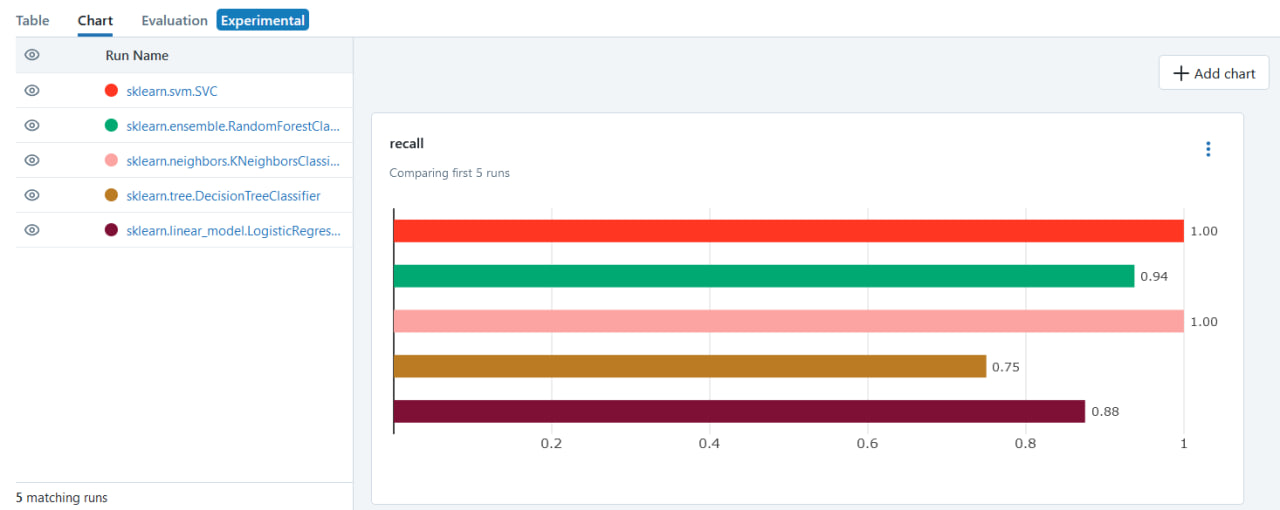 Table Chart Evaluation Experimental
Run Name
sklearn.svm.SVC
sklearn.ensemble.RandomForestCla...
sklearn.neighbors.KNeighborsClassi...
sklearn.tree.DecisionTreeClassifier
sklearn.linear_model.LogisticRegres...
5 matching runs
+ Add chart
recall
Comparing first 5 runs
1.00
0.94
1.00
0.75
0.88
0.2 0.4 0.6 0.8 1